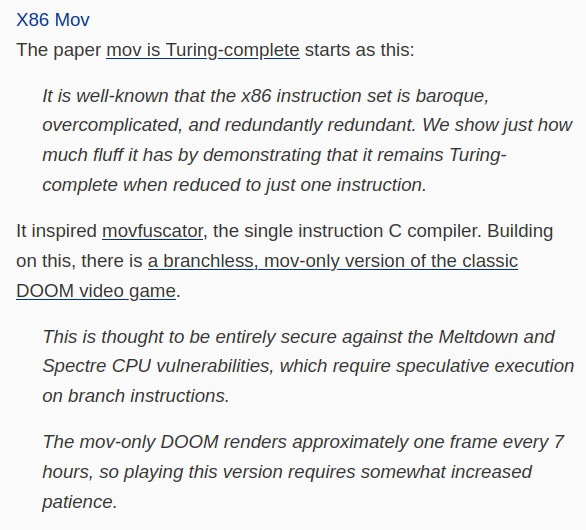 X86 Mov
The paper mov is Turing-complete starts as this:
It is well-known that the x86 instruction set is baroque,
overcomplicated, and redundantly redundant. We show just how
much fluff it has by demonstrating that it remains Turing-
complete when reduced to just one instruction.
It inspired movfuscator, the single instruction C compiler. Building
on this, there is a branchless, mov-only version of the classic
DOOM video game.
This is thought to be entirely secure against the Meltdown and
Spectre CPU vulnerabilities, which require speculative execution
on branch instructions.
The mov-only DOOM renders approximately one frame every 7
hours, so playing this version requires somewhat increased
patience.